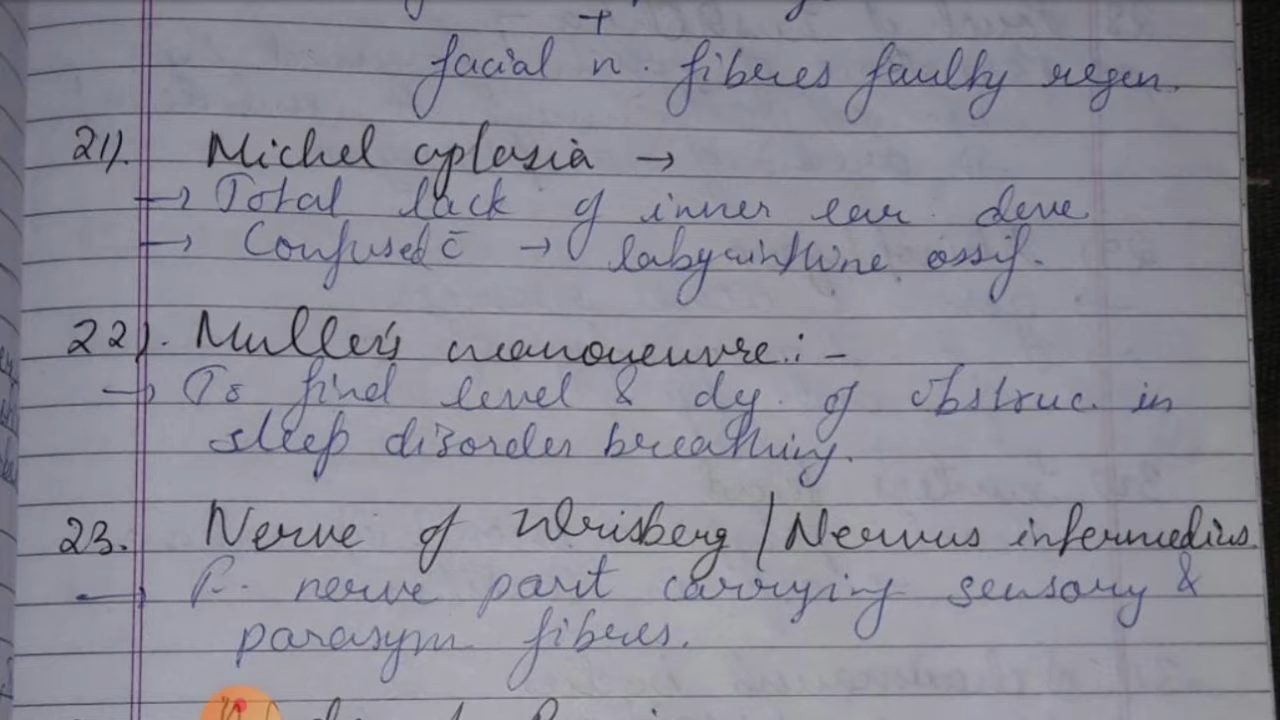 +
facial n. fiberes faulty regen.
21). Michel aplasia →
→ Total lack of inner ear deve
→ Confused c̄ → labyrinthine ossif.
22). Muller's manoeuvre :-
→ To find level & dg. of obstruc. in
sleep disorder breathing.
23. Nerve of Wrisberg / Nervus intermedius
→ F. nerve part carrying sensory &
parasym fiberes.